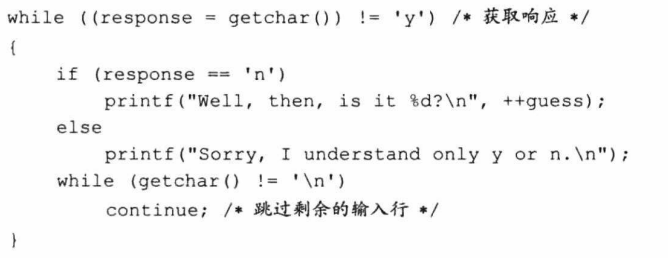 while ((response = getchar()) != 'y') /* 获取响应 */
{
    if (response == 'n')
        printf("Well, then, is it %d?\n", ++guess);
    else
        printf("Sorry, I understand only y or n.\n");
    while (getchar() != '\n')
        continue; /* 跳过剩余的输入行 */
}